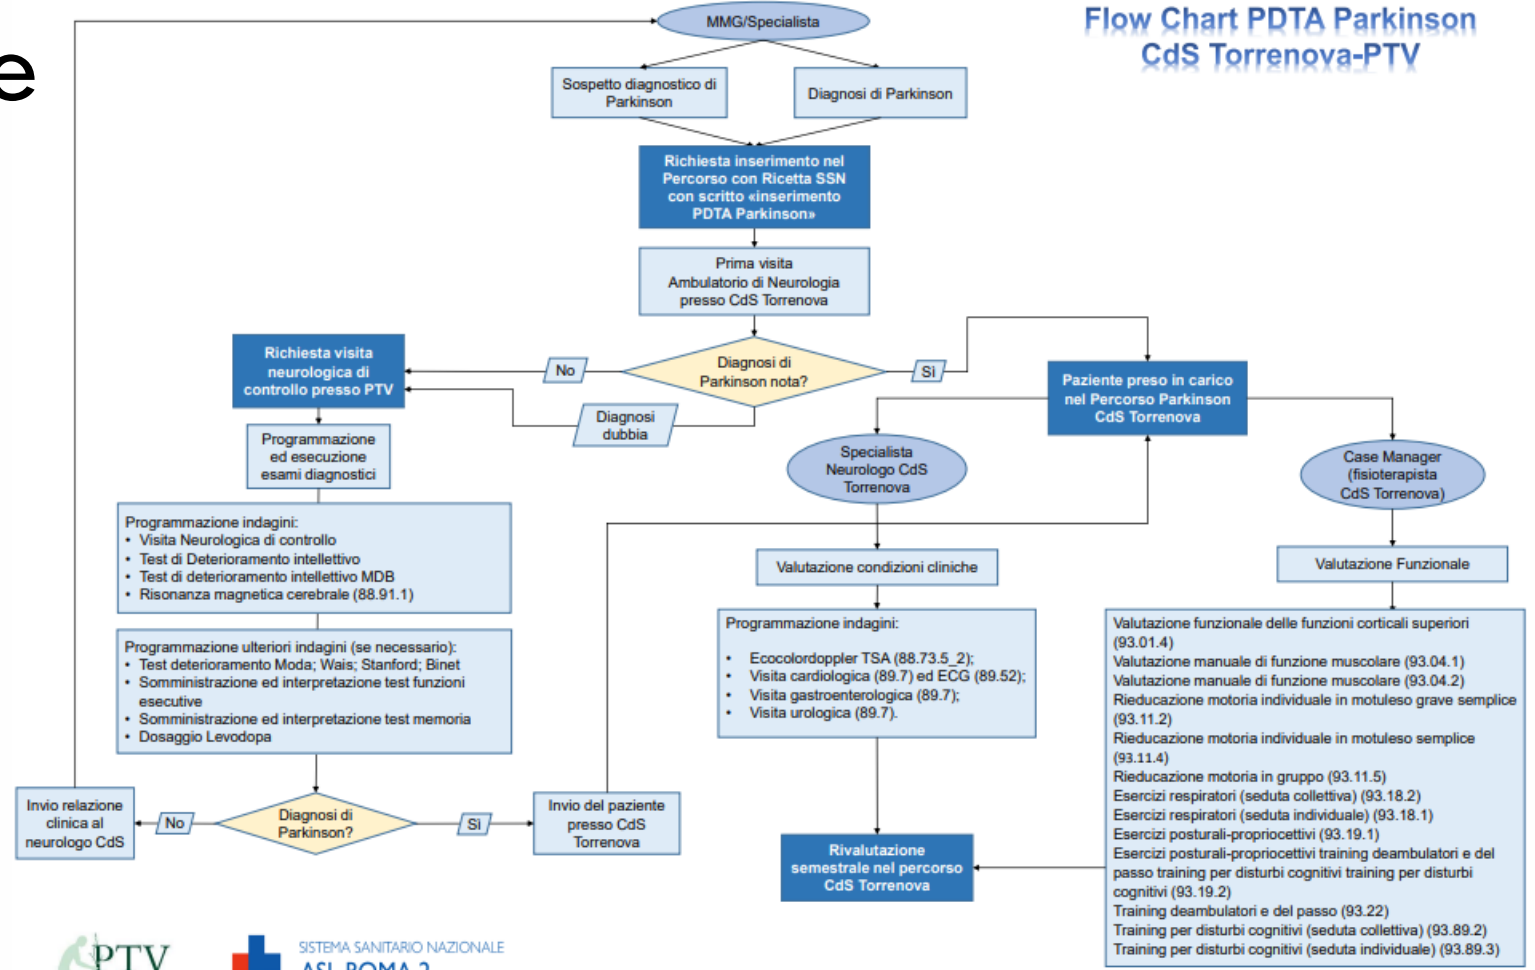 e
Flow Chart PDTA Parkinson
CdS Torrenova-PTV
MMG/Specialista
Sospetto diagnostico di
Parkinson
Diagnosi di Parkinson
Richiesta inserimento nel
Percorso con Ricetta SSN
con scritto «inserimento
PDTA Parkinson»
Prima visita
Ambulatorio di Neurologia
presso CdS Torrenova
Diagnosi di
Parkinson nota?
No
Sì
Diagnosi
dubbia
Richiesta visita
neurologica di
controllo presso PTV
Programmazione
ed esecuzione
esami diagnostici
Programmazione indagini:
• Visita Neurologica di controllo
• Test di Deterioramento intellettivo
• Test di deterioramento intellettivo MDB
• Risonanza magnetica cerebrale (88.91.1)
Programmazione ulteriori indagini (se necessario):
• Test deterioramento Moda; Wais; Stanford; Binet
• Somministrazione ed interpretazione test funzioni
esecutive
• Somministrazione ed interpretazione test memoria
• Dosaggio Levodopa
Diagnosi di
Parkinson?
No
Sì
Invio relazione
clinica al
neurologo CdS
Invio del paziente
presso CdS
Torrenova
Paziente preso in carico
nel Percorso Parkinson
CdS Torrenova
Specialista
Neurologo CdS
Torrenova
Valutazione condizioni cliniche
Programmazione indagini:
• Ecocolordoppler TSA (88.73.5_2);
• Visita cardiologica (89.7) ed ECG (89.52);
• Visita gastroenterologica (89.7);
• Visita urologica (89.7).
Case Manager
(fisioterapista
CdS Torrenova)
Valutazione Funzionale
Valutazione funzionale delle funzioni corticali superiori
(93.01.4)
Valutazione manuale di funzione muscolare (93.04.1)
Valutazione manuale di funzione muscolare (93.04.2)
Rieducazione motoria individuale in motuleso grave semplice
(93.11.2)
Rieducazione motoria individuale in motuleso semplice
(93.11.4)
Rieducazione motoria in gruppo (93.11.5)
Esercizi respiratori (seduta collettiva) (93.18.2)
Esercizi respiratori (seduta individuale) (93.18.1)
Esercizi posturali-propriocettivi (93.19.1)
Esercizi posturali-propriocettivi training deambulatori e del
passo training per disturbi cognitivi training per disturbi
cognitivi (93.19.2)
Training deambulatori e del passo (93.22)
Training per disturbi cognitivi (seduta collettiva) (93.89.2)
Training per disturbi cognitivi (seduta individuale) (93.89.3)
Rivalutazione
semestrale nel percorso
CdS Torrenova
PTV
SISTEMA SANITARIO NAZIONALE
ASL ROMA 2